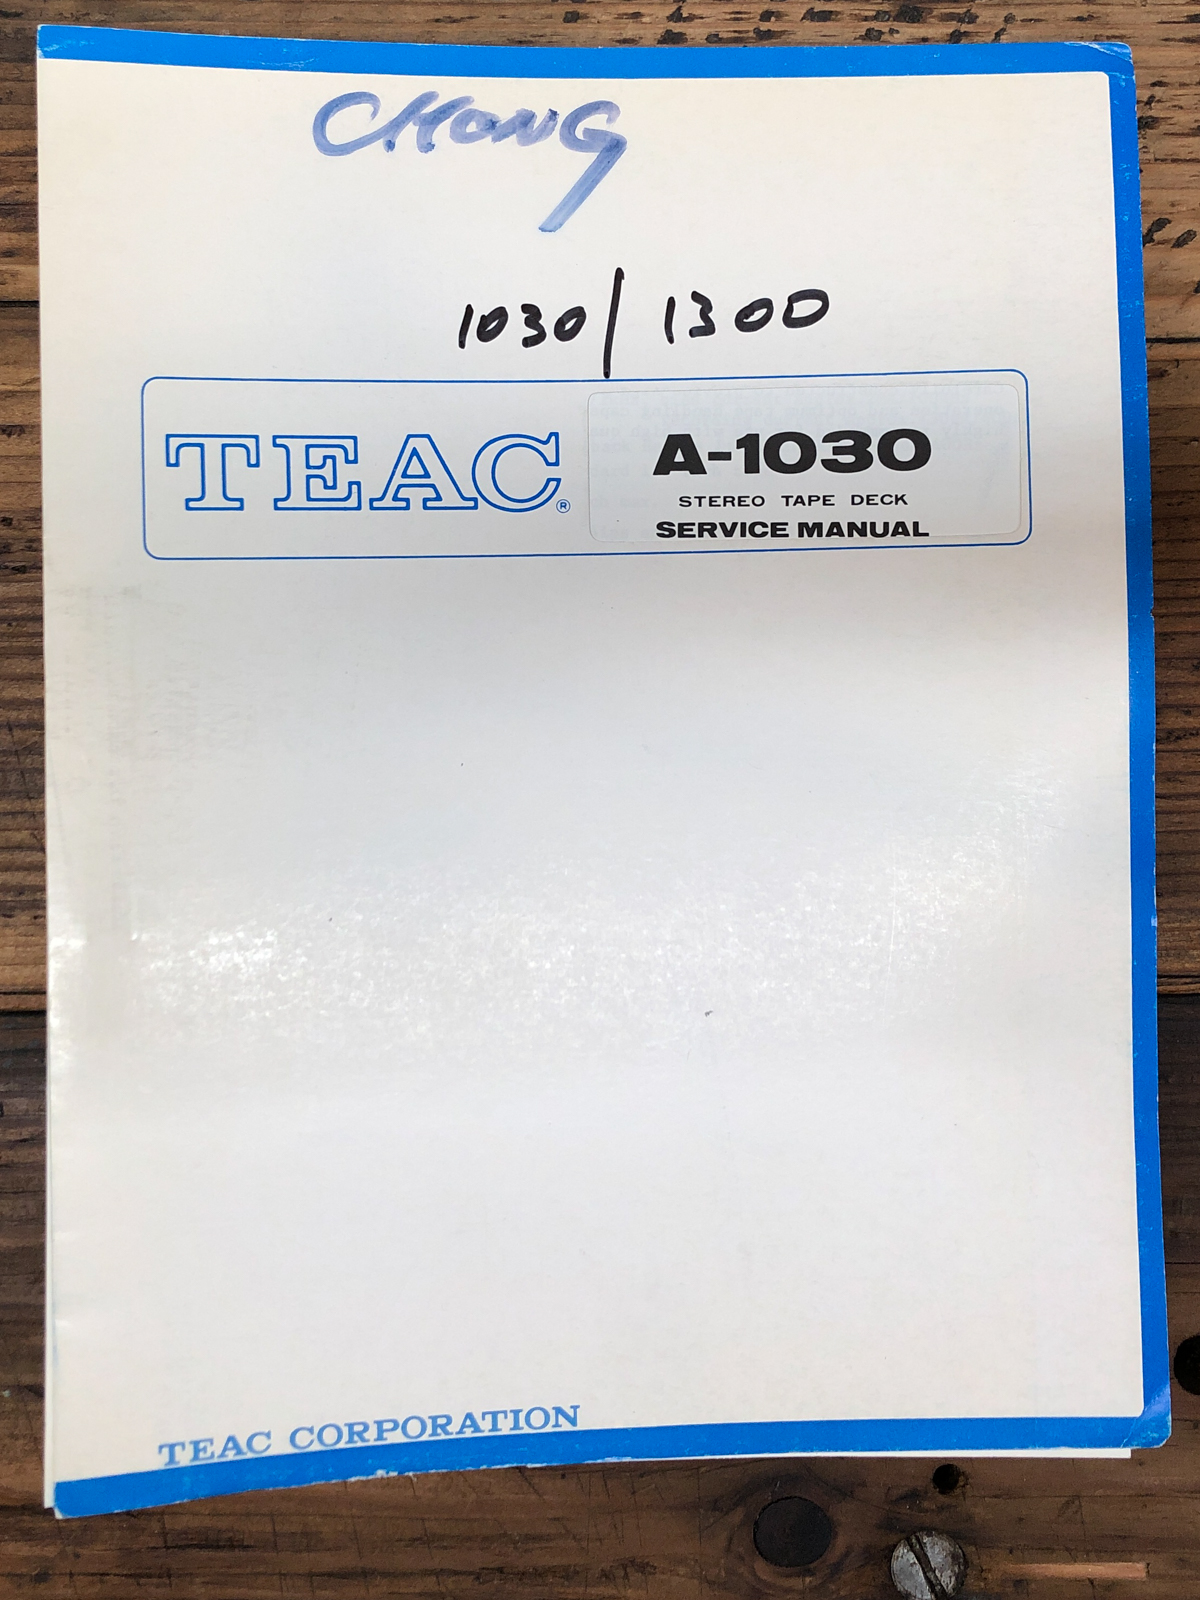 CHONG
1030/1300
TEAC®
A-1030
STEREO TAPE DECK
SERVICE MANUAL
TEAC CORPORATION